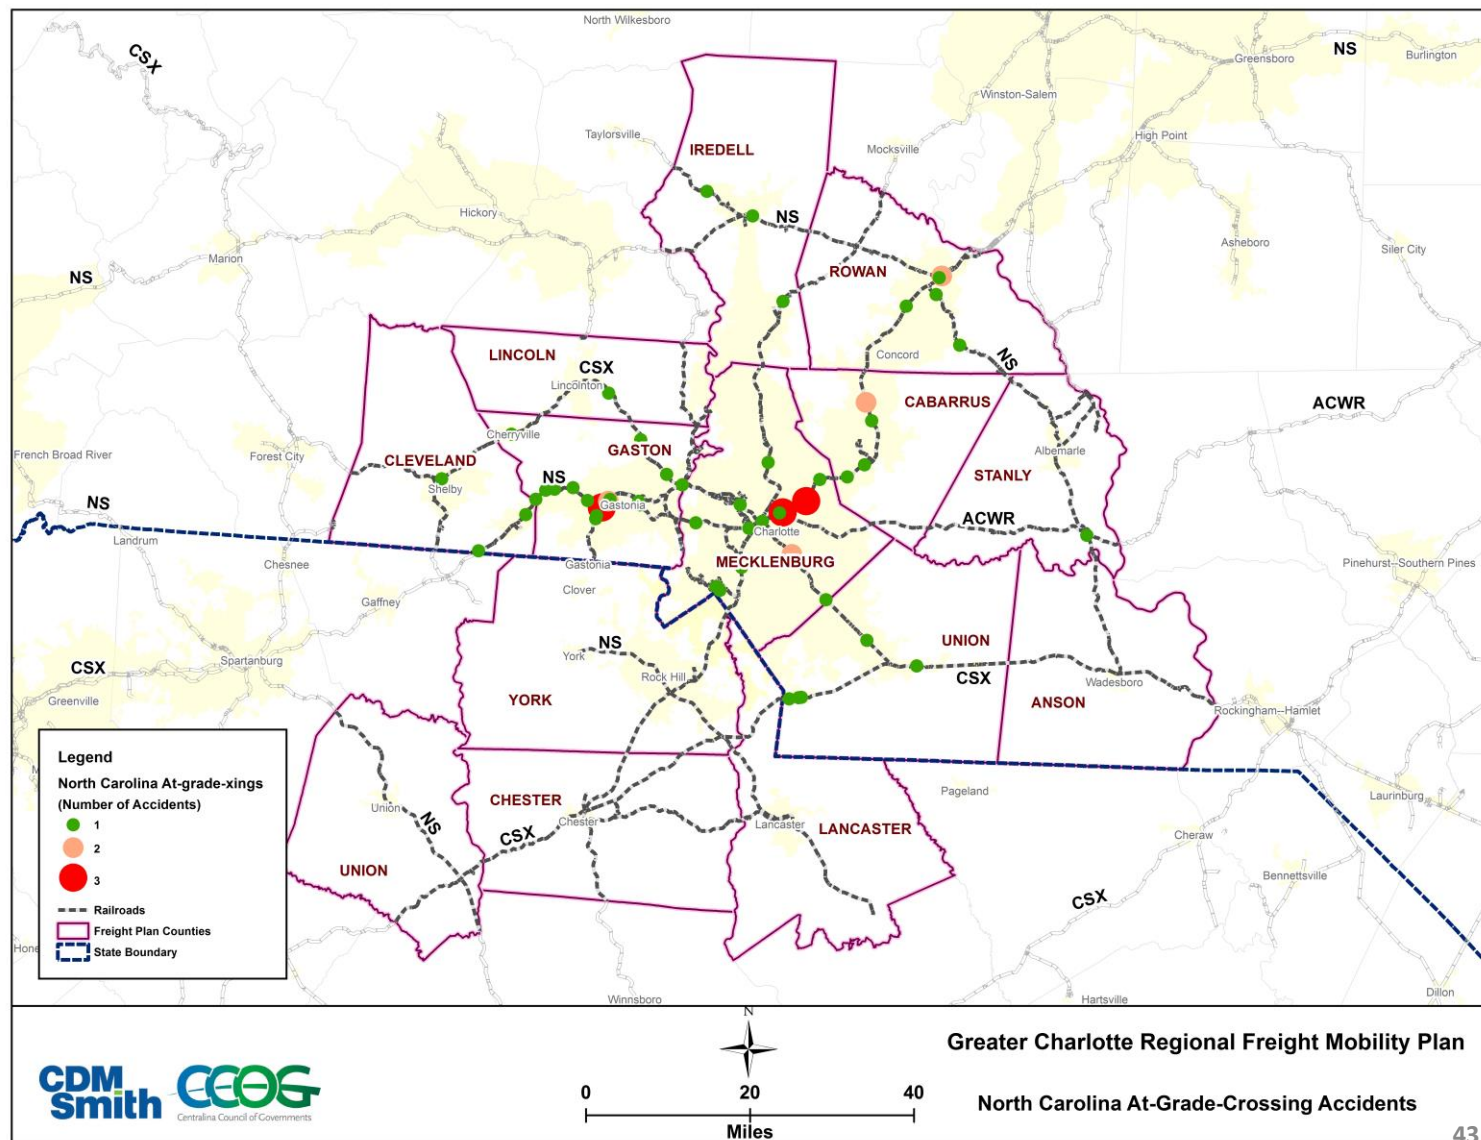 North Wilkesboro
CSX
NS
Burlington
Greensboro
Winston-Salem
High Point
Taylorsville
IREDELL
Mocksville
Hickory
NS
Asheboro
Siler City
Marion
NS
ROWAN
LINCOLN
CSX
Lincolnton
Concord
NS
CABARRUS
ACWR
Cherryville
GASTON
Albemarle
French Broad River
Forest City
CLEVELAND
Shelby
NS
STANLY
NS
Gastonia
ACWR
Charlotte
Landrum
Chesnee
Gastonia
MECKLENBURG
Pinehurst--Southern Pines
Clover
Gaffney
NS
York
UNION
CSX
Spartanburg
Rock Hill
CSX
Wadesboro
Greenville
YORK
ANSON
Rockingham--Hamlet
Legend
North Carolina At-grade-xings
(Number of Accidents)
1
2
3
Railroads
Freight Plan Counties
State Boundary
Union
NS
CHESTER
Chester
CSX
Lancaster
LANCASTER
Pageland
Laurinburg
Cheraw
UNION
Bennettsville
CSX
Winnsboro
Hartsville
Dillon
N
Greater Charlotte Regional Freight Mobility Plan
CDM
Smith
CCOG
Centralina Council of Governments
0 20 40
Miles
North Carolina At-Grade-Crossing Accidents
43